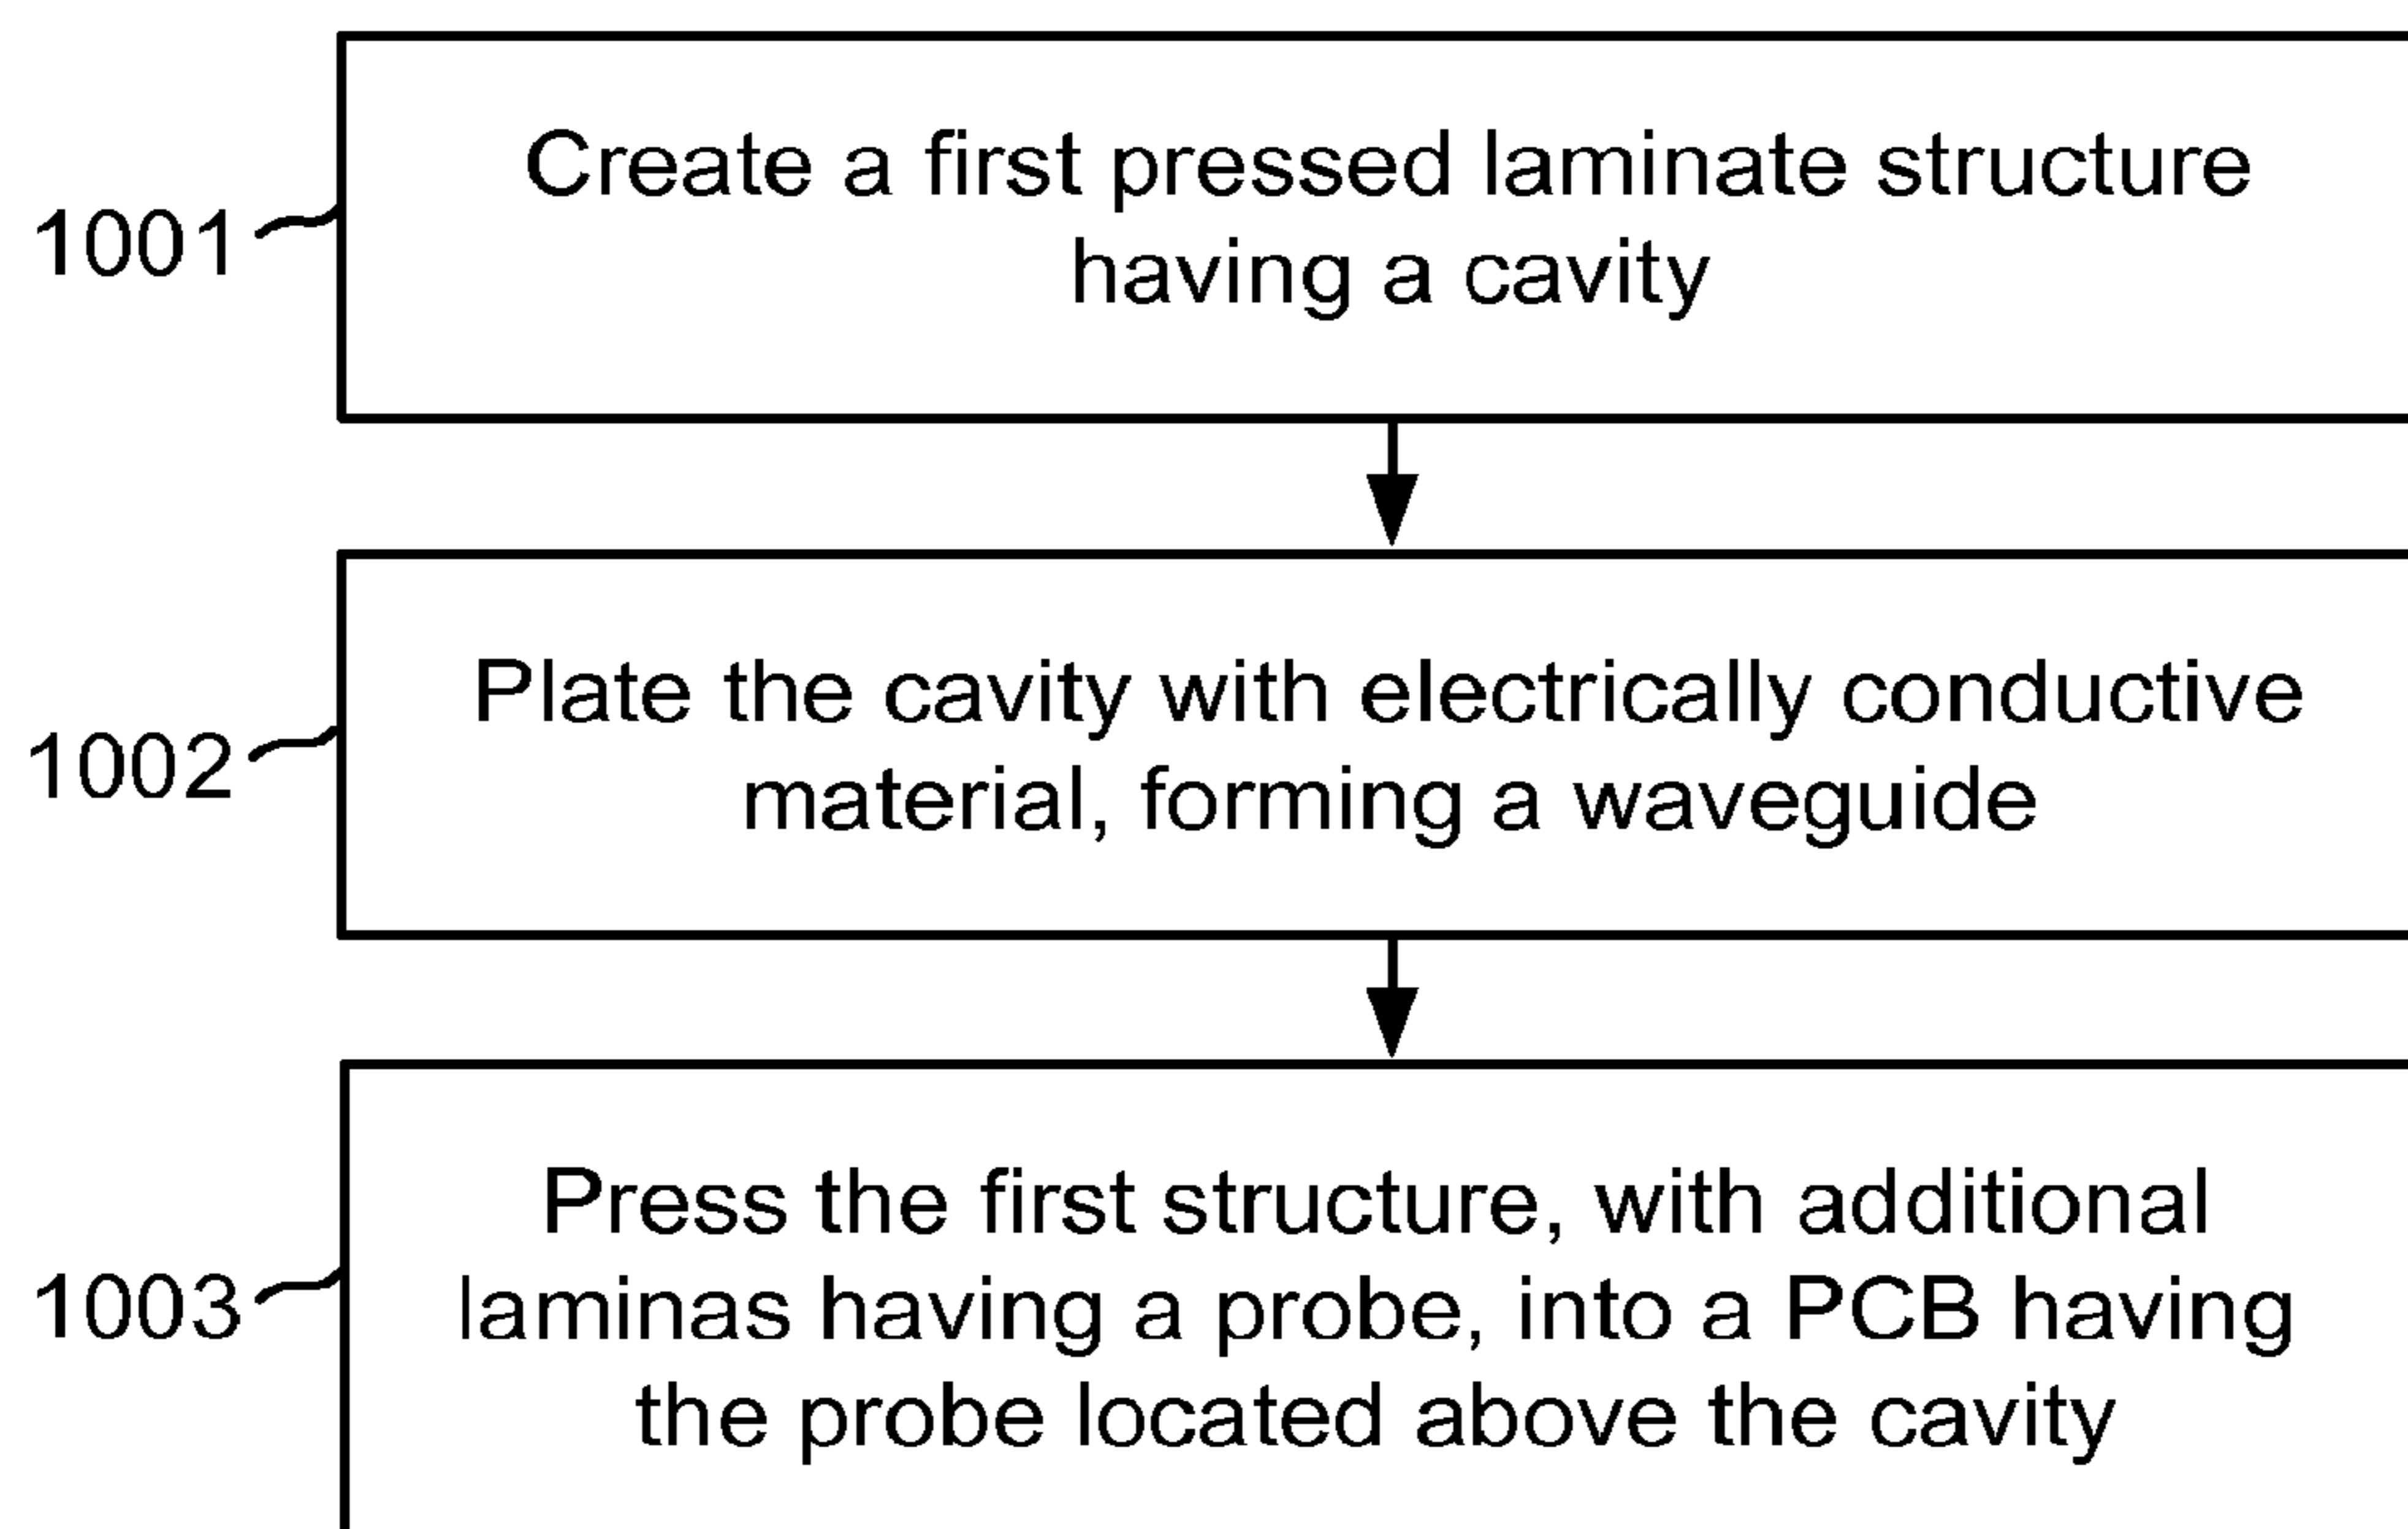 Create a first pressed laminate structure
having a cavity
1001
Plate the cavity with electrically conductive
material, forming a waveguide
1002
Press the first structure, with additional
laminas having a probe, into a PCB having
the probe located above the cavity
1003